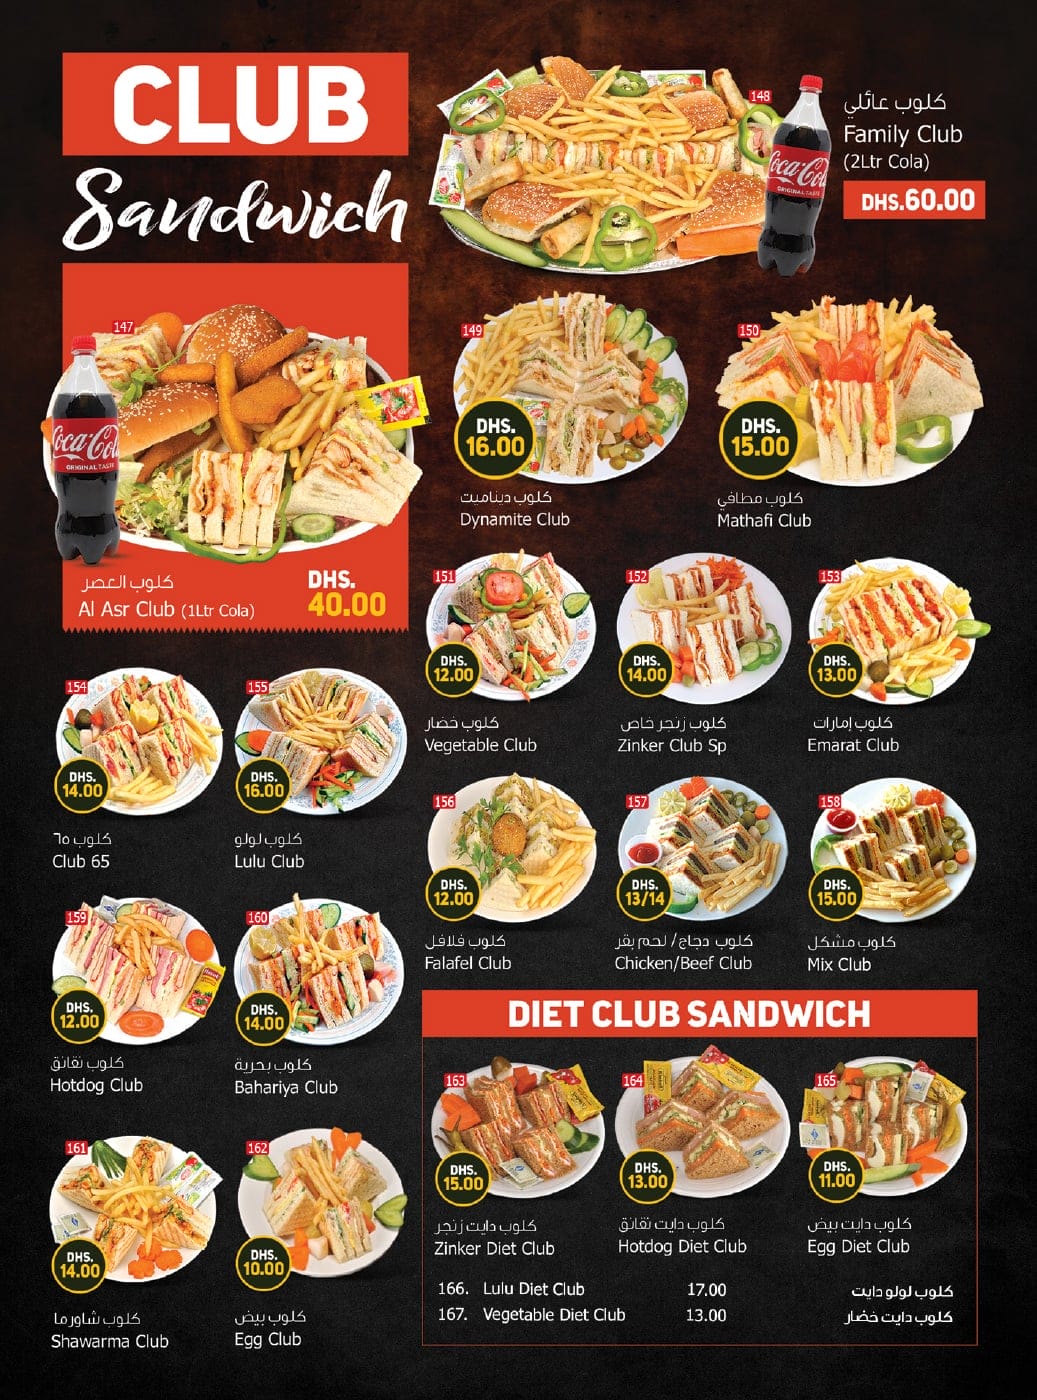 CLUB
Sandwich
148
Coca-Cola
ORIGINAL TASTE
كلوب عائلي
Family Club
(2Ltr Cola)
DHS.60.00
147
Coca-Cola
ORIGINAL TASTE
كلوب العصر
Al Asr Club (1Ltr Cola)
DHS.
40.00
149
DHS.
16.00
كلوب ديناميت
Dynamite Club
150
DHS.
15.00
كلوب مطافي
Mathafi Club
151
DHS.
12.00
كلوب خضار
Vegetable Club
152
DHS.
14.00
كلوب زنجر خاص
Zinker Club Sp
153
DHS.
13.00
كلوب إمارات
Emarat Club
154
DHS.
14.00
كلوب ٦٥
Club 65
155
DHS.
16.00
كلوب لولو
Lulu Club
156
DHS.
12.00
كلوب فلافل
Falafel Club
157
DHS.
13/14
كلوب دجاج/ لحم بقر
Chicken/Beef Club
158
DHS.
15.00
كلوب مشكل
Mix Club
159
DHS.
12.00
كلوب نقانق
Hotdog Club
160
DHS.
14.00
كلوب بحرية
Bahariya Club
161
DHS.
14.00
كلوب شاورما
Shawarma Club
162
DHS.
10.00
كلوب بيض
Egg Club
DIET CLUB SANDWICH
163
DHS.
15.00
كلوب دايت زنجر
Zinker Diet Club
164
DHS.
13.00
كلوب دايت نقانق
Hotdog Diet Club
165
DHS.
11.00
كلوب دايت بيض
Egg Diet Club
166. Lulu Diet Club 17.00 كلوب لولو دايت
167. Vegetable Diet Club 13.00 كلوب دايت خضار